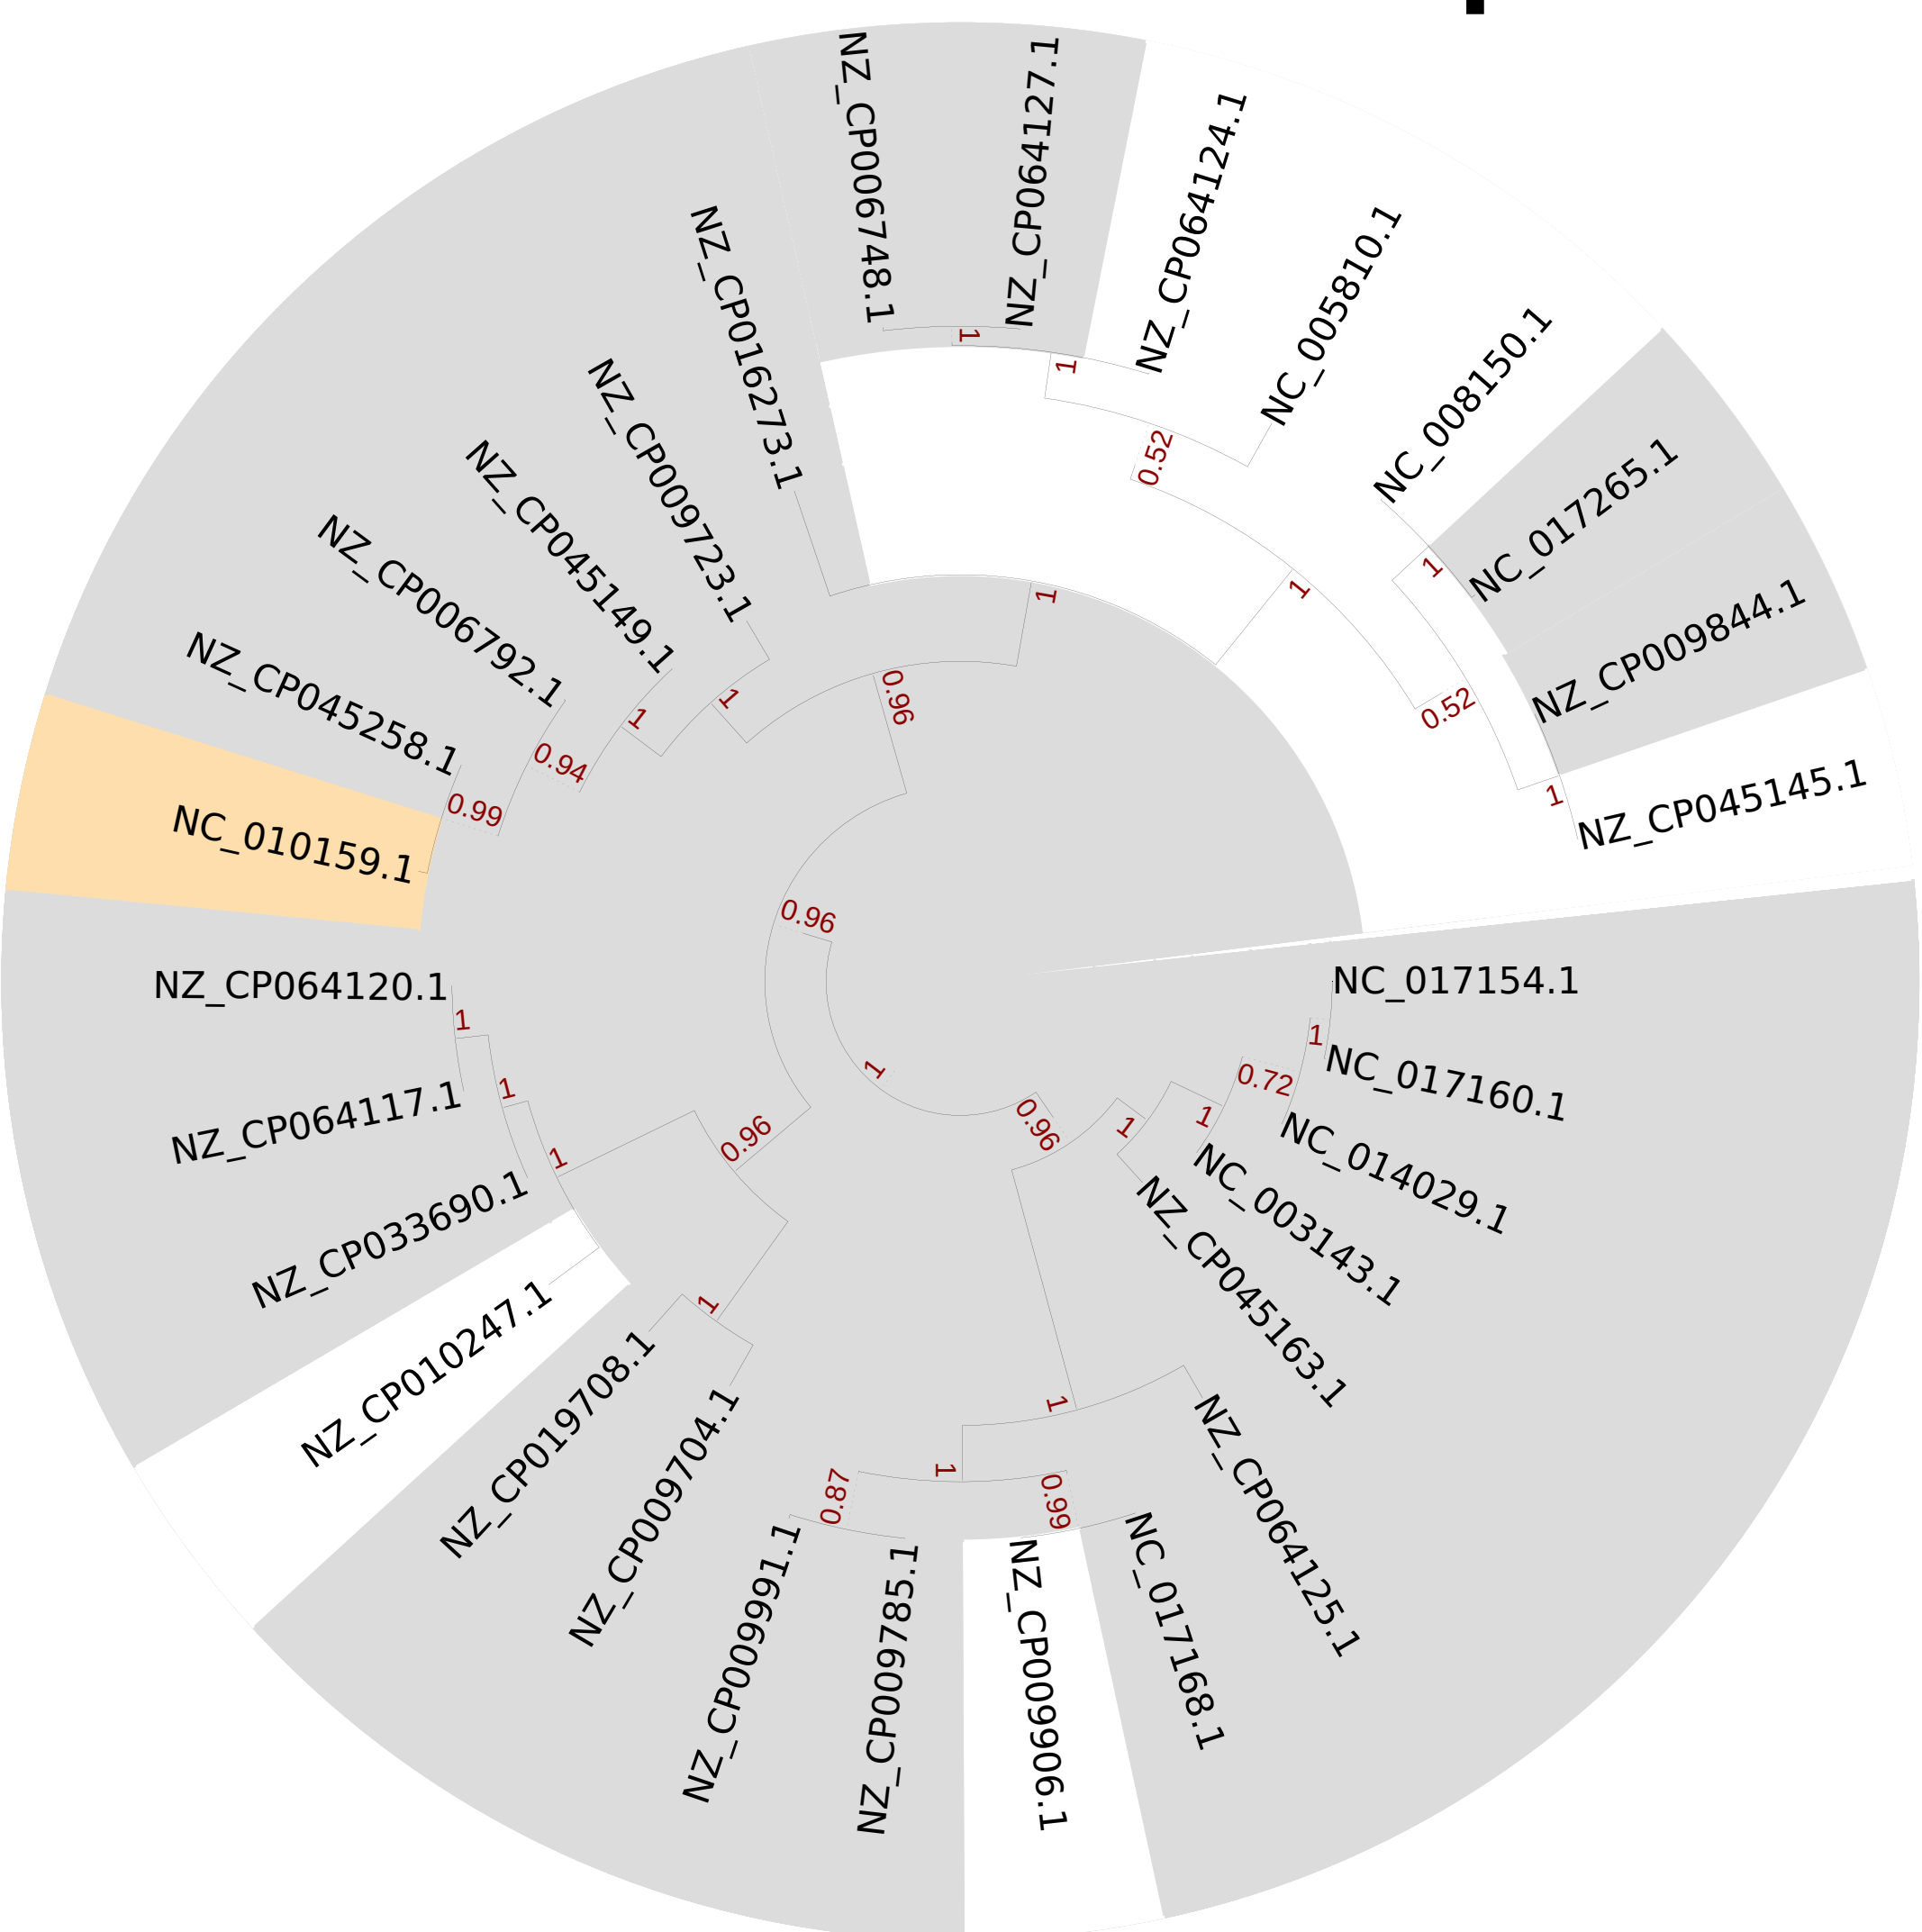 NZ_CP006748.1
NZ_CP064127.1
NZ_CP064124.1
NC_005810.1
NC_008150.1
NC_017265.1
NZ_CP009844.1
NZ_CP045145.1
NC_017154.1
NC_017160.1
NC_014029.1
NC_003143.1
NZ_CP045163.1
NZ_CP064125.1
NC_017168.1
NZ_CP009906.1
NZ_CP009785.1
NZ_CP009991.1
NZ_CP009704.1
NZ_CP019708.1
NZ_CP010247.1
NZ_CP033690.1
NZ_CP064117.1
NZ_CP064120.1
NC_010159.1
NZ_CP045258.1
NZ_CP006792.1
NZ_CP045149.1
NZ_CP009723.1
NZ_CP016273.1
1
1
0.52
1
1
0.52
1
1
0.96
1
1
0.94
0.99
0.96
1
0.96
1
0.72
1
1
1
1
1
0.96
1
1
1
0.87
0.99